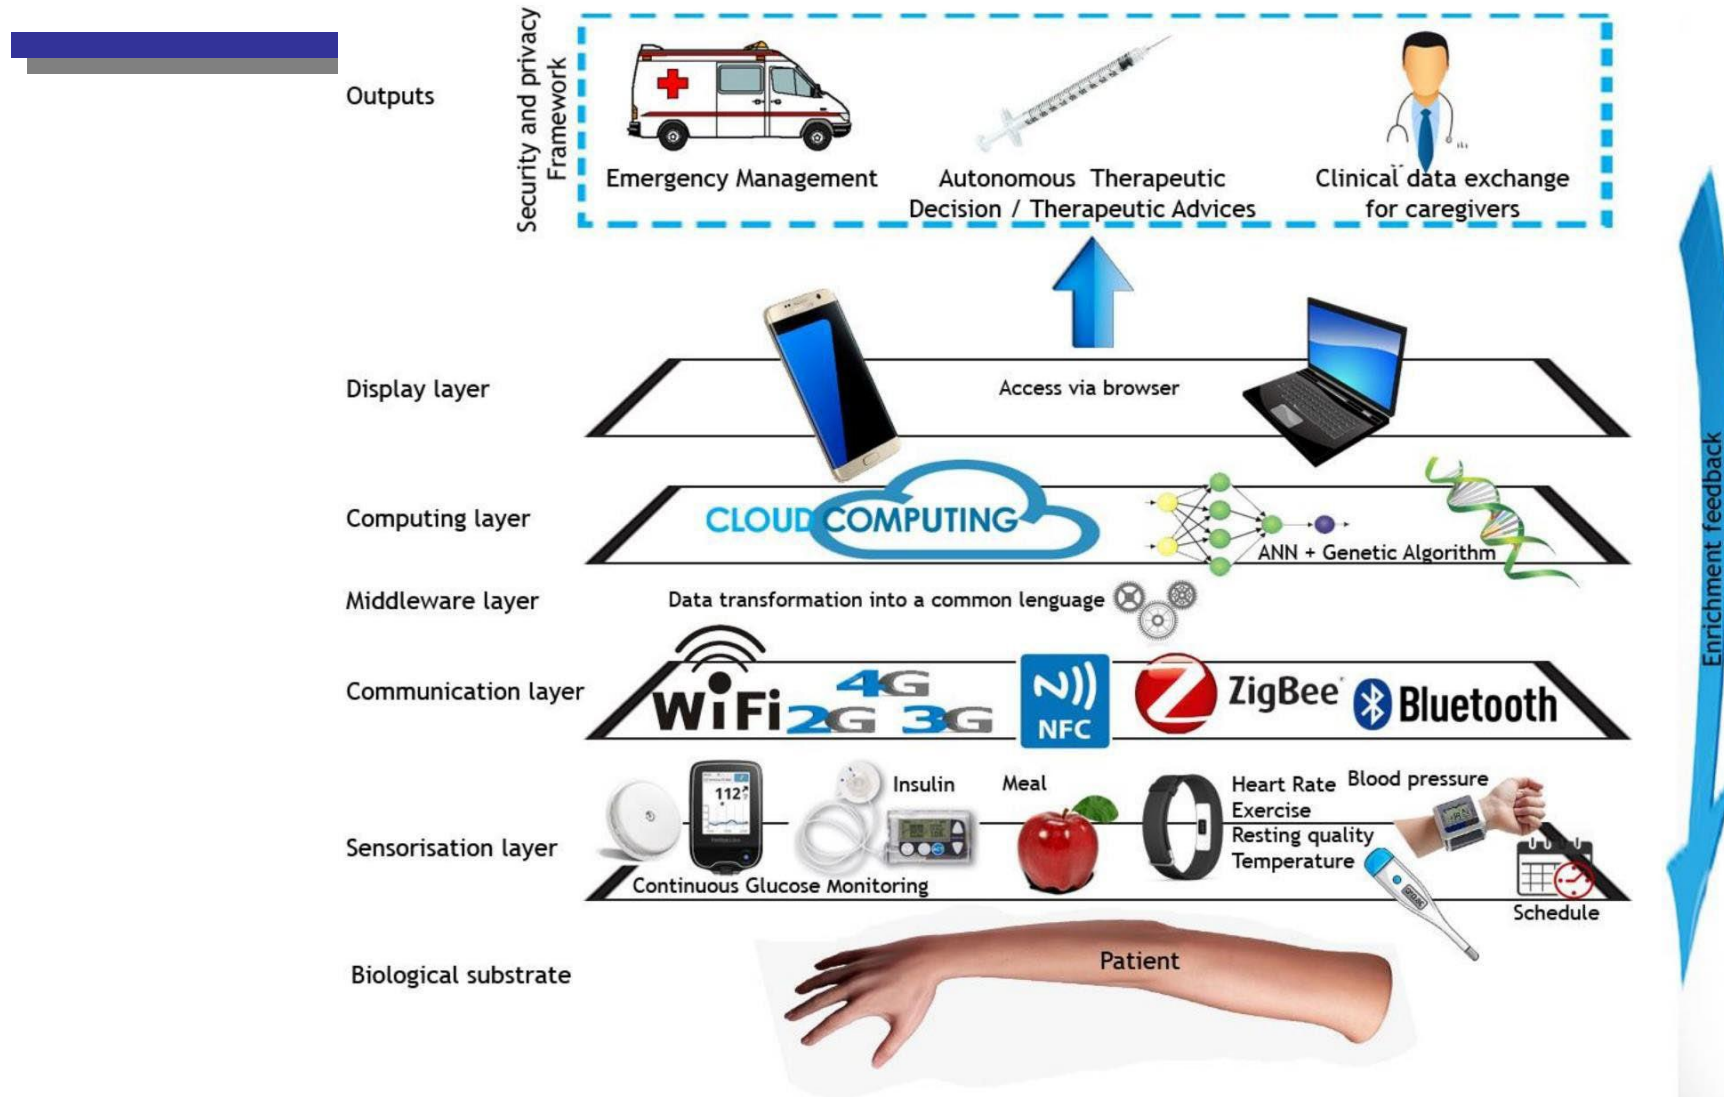 Outputs
Security and privacy
Framework
Emergency Management
Autonomous Therapeutic
Decision / Therapeutic Advices
Clinical data exchange
for caregivers
Display layer
Access via browser
Computing layer
CLOUD COMPUTING
ANN + Genetic Algorithm
Middleware layer
Data transformation into a common lenguage
Communication layer
WiFi
4G
2G 3G
NFC
ZigBee
Bluetooth
Enrichment feedback
Sensorisation layer
112
Continuous Glucose Monitoring
Insulin
Meal
Heart Rate
Exercise
Resting quality
Temperature
Blood pressure
Schedule
Biological substrate
Patient